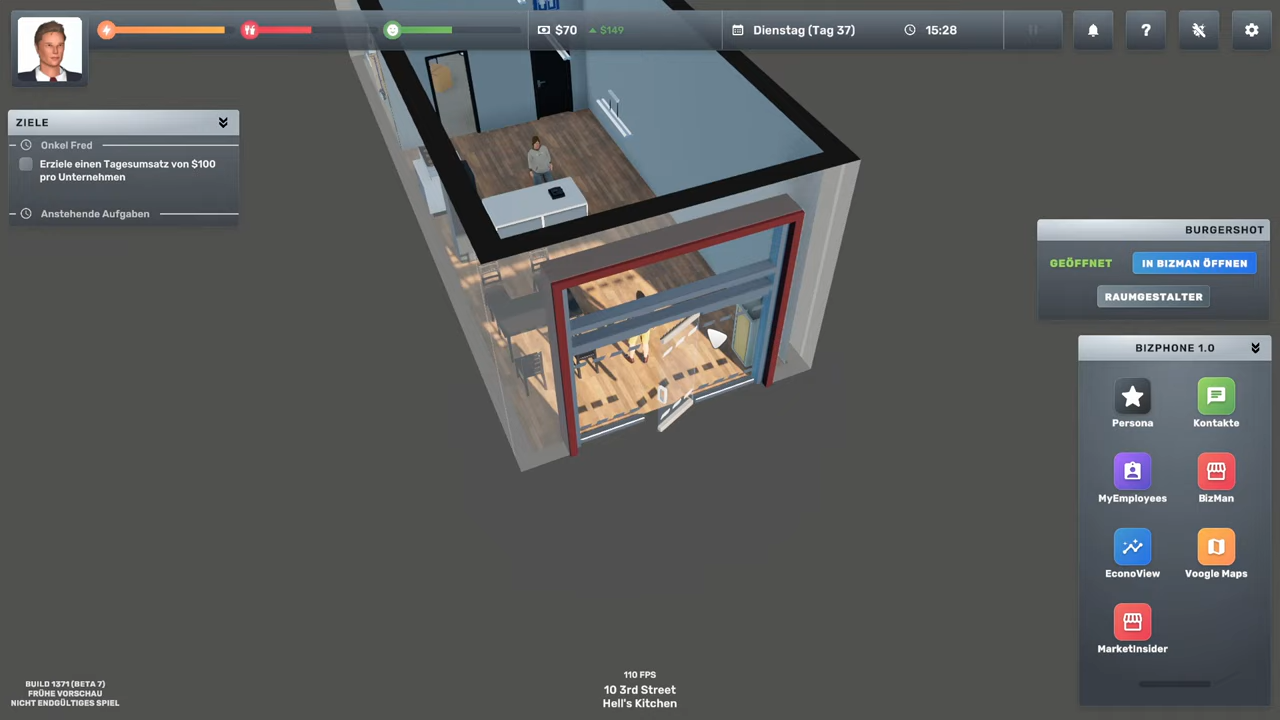 $70
$149
Dienstag (Tag 37)
15:28
?
ZIELE
Onkel Fred
Erziele einen Tagesumsatz von $100
pro Unternehmen
Anstehende Aufgaben
BURGERSHOT
GEÖFFNET
IN BIZMAN ÖFFNEN
RAUMGESTALTER
BIZPHONE 1.0
Persona
Kontakte
MyEmployees
BizMan
EconoView
Voogle Maps
MarketInsider
BUILD 1371 (BETA 7)
FRÜHE VORSCHAU
NICHT ENDGÜLTIGES SPIEL
110 FPS
10 3rd Street
Hell's Kitchen